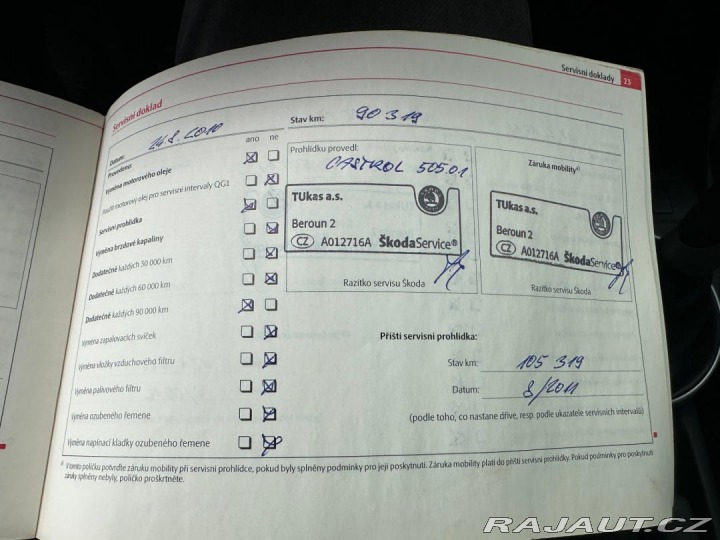 Servisní doklady 23
Servisní doklad
Datum: 24.8.2010
Stav km: 90 319
Provedeno: ano ne
Výměna motorového oleje
Použit motorový olej pro servisní intervaly QG1
Servisní prohlídka
Výměna brzdové kapaliny
Dodatečně každých 30 000 km
Dodatečně každých 60 000 km
Dodatečně každých 90 000 km
Výměna zapalovacích svíček
Výměna vložky vzduchového filtru
Výměna palivového filtru
Výměna ozubeného řemene
Výměna napínací kladky ozubeného řemene
Prohlídku provedl:
CASTROL 505.01
TUkas a.s.
Beroun 2
CZ A012716A ŠkodaService®
Razítko servisu Škoda
Záruka mobilityᵃ⁾
TUkas a.s.
Beroun 2
CZ A012716A ŠkodaService®
Razítko servisu Škoda
Příští servisní prohlídka:
Stav km: 105 319
Datum: 8/2011
(podle toho, co nastane dříve, resp. podle ukazatele servisních intervalů)
ᵃ⁾ V tomto políčku potvrďte záruku mobility při servisní prohlídce, pokud byly splněny podmínky pro její poskytnutí. Záruka mobility platí do příští servisní prohlídky. Pokud podmínky pro poskytnutí
záruky splněny nebyly, políčko proškrtněte.
RAJAUT.CZ